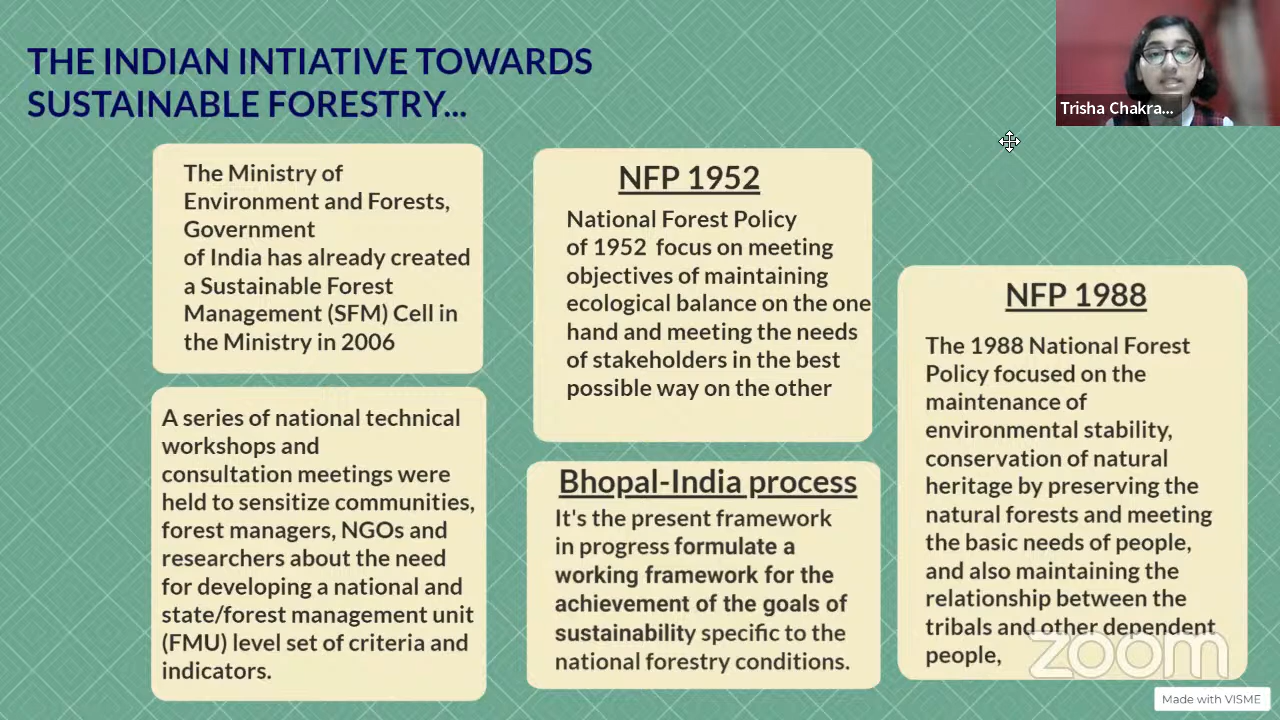 THE INDIAN INTIATIVE TOWARDS
SUSTAINABLE FORESTRY...
Trisha Chakra...
The Ministry of
Environment and Forests,
Government
of India has already created
a Sustainable Forest
Management (SFM) Cell in
the Ministry in 2006
A series of national technical
workshops and
consultation meetings were
held to sensitize communities,
forest managers, NGOs and
researchers about the need
for developing a national and
state/forest management unit
(FMU) level set of criteria and
indicators.
NFP 1952
National Forest Policy
of 1952 focus on meeting
objectives of maintaining
ecological balance on the one
hand and meeting the needs
of stakeholders in the best
possible way on the other
Bhopal-India process
It's the present framework
in progress formulate a
working framework for the
achievement of the goals of
sustainability specific to the
national forestry conditions.
NFP 1988
The 1988 National Forest
Policy focused on the
maintenance of
environmental stability,
conservation of natural
heritage by preserving the
natural forests and meeting
the basic needs of people,
and also maintaining the
relationship between the
tribals and other dependent
people,
zoom
Made with VISME